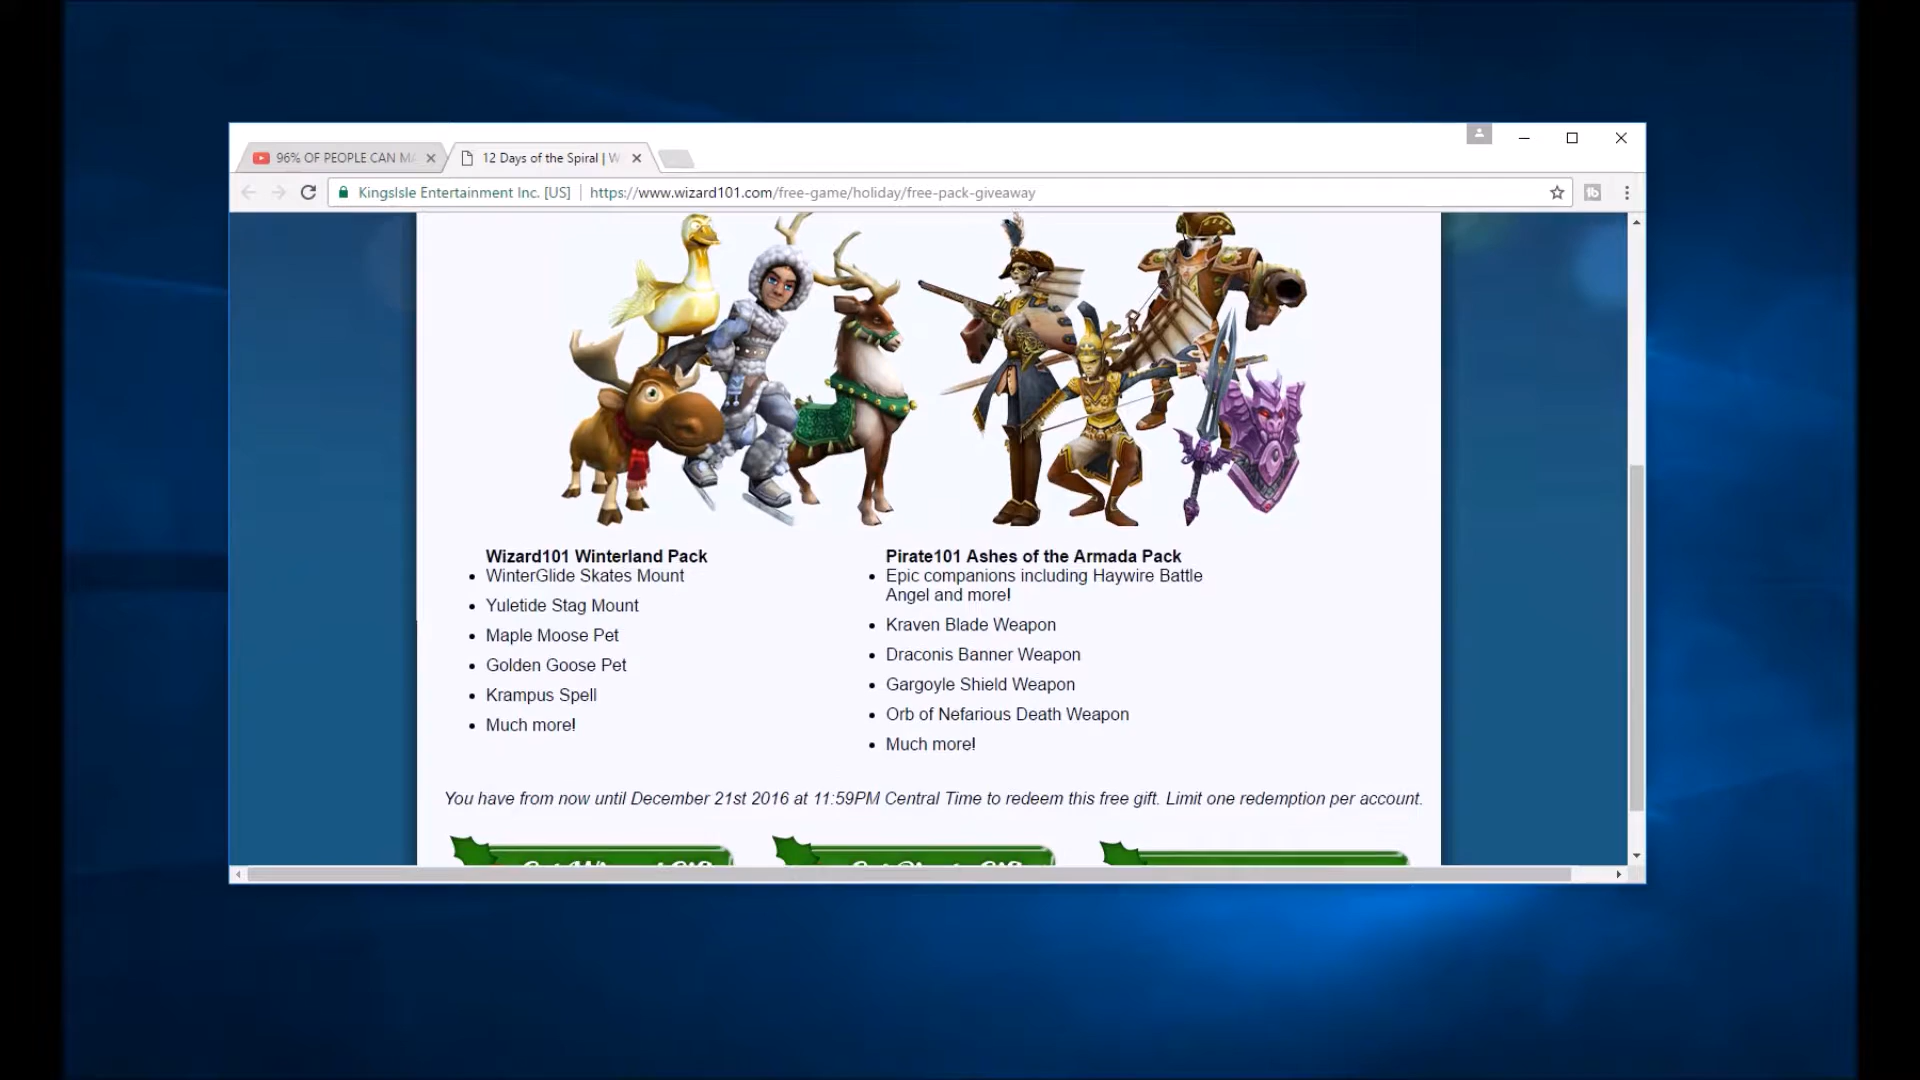 96% OF PEOPLE CAN MA
12 Days of the Spiral | W
KingsIsle Entertainment Inc. [US]
https://www.wizard101.com/free-game/holiday/free-pack-giveaway
Wizard101 Winterland Pack
• WinterGlide Skates Mount
• Yuletide Stag Mount
• Maple Moose Pet
• Golden Goose Pet
• Krampus Spell
• Much more!
Pirate101 Ashes of the Armada Pack
• Epic companions including Haywire Battle
Angel and more!
• Kraven Blade Weapon
• Draconis Banner Weapon
• Gargoyle Shield Weapon
• Orb of Nefarious Death Weapon
• Much more!
You have from now until December 21st 2016 at 11:59PM Central Time to redeem this free gift. Limit one redemption per account.